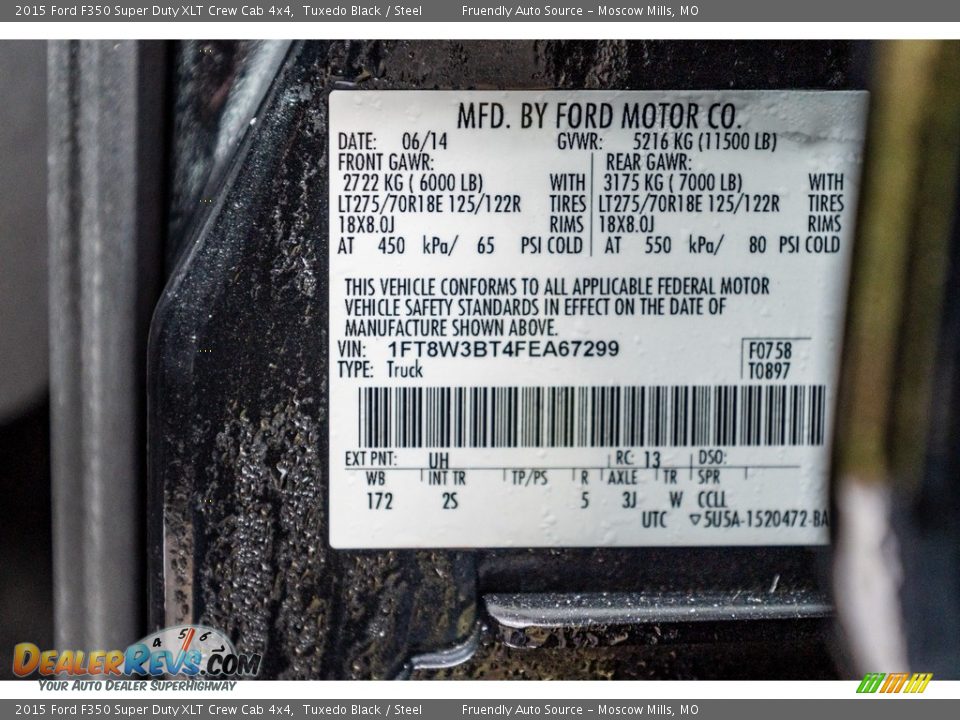 2015 Ford F350 Super Duty XLT Crew Cab 4x4, Tuxedo Black / Steel Fruendly Auto Source - Moscow Mills, MO
MFD. BY FORD MOTOR CO.
DATE: 06/14 GVWR: 5216 KG (11500 LB)
FRONT GAWR: REAR GAWR:
2722 KG ( 6000 LB) WITH 3175 KG ( 7000 LB) WITH
LT275/70R18E 125/122R TIRES LT275/70R18E 125/122R TIRES
18X8.0J RIMS 18X8.0J RIMS
AT 450 kPa/ 65 PSI COLD AT 550 kPa/ 80 PSI COLD
THIS VEHICLE CONFORMS TO ALL APPLICABLE FEDERAL MOTOR
VEHICLE SAFETY STANDARDS IN EFFECT ON THE DATE OF
MANUFACTURE SHOWN ABOVE.
VIN: 1FT8W3BT4FEA67299
F0758
TYPE: Truck T0897
EXT PNT: UH RC: 13 DSO:
WB INT TR TP/PS R AXLE TR SPR
172 2S 5 3J W CCLL
UTC ▽5U5A-1520472-BA
4 5 6
DEALERREVS.COM
YOUR AUTO DEALER SUPERHIGHWAY
2015 Ford F350 Super Duty XLT Crew Cab 4x4, Tuxedo Black / Steel Fruendly Auto Source - Moscow Mills, MO